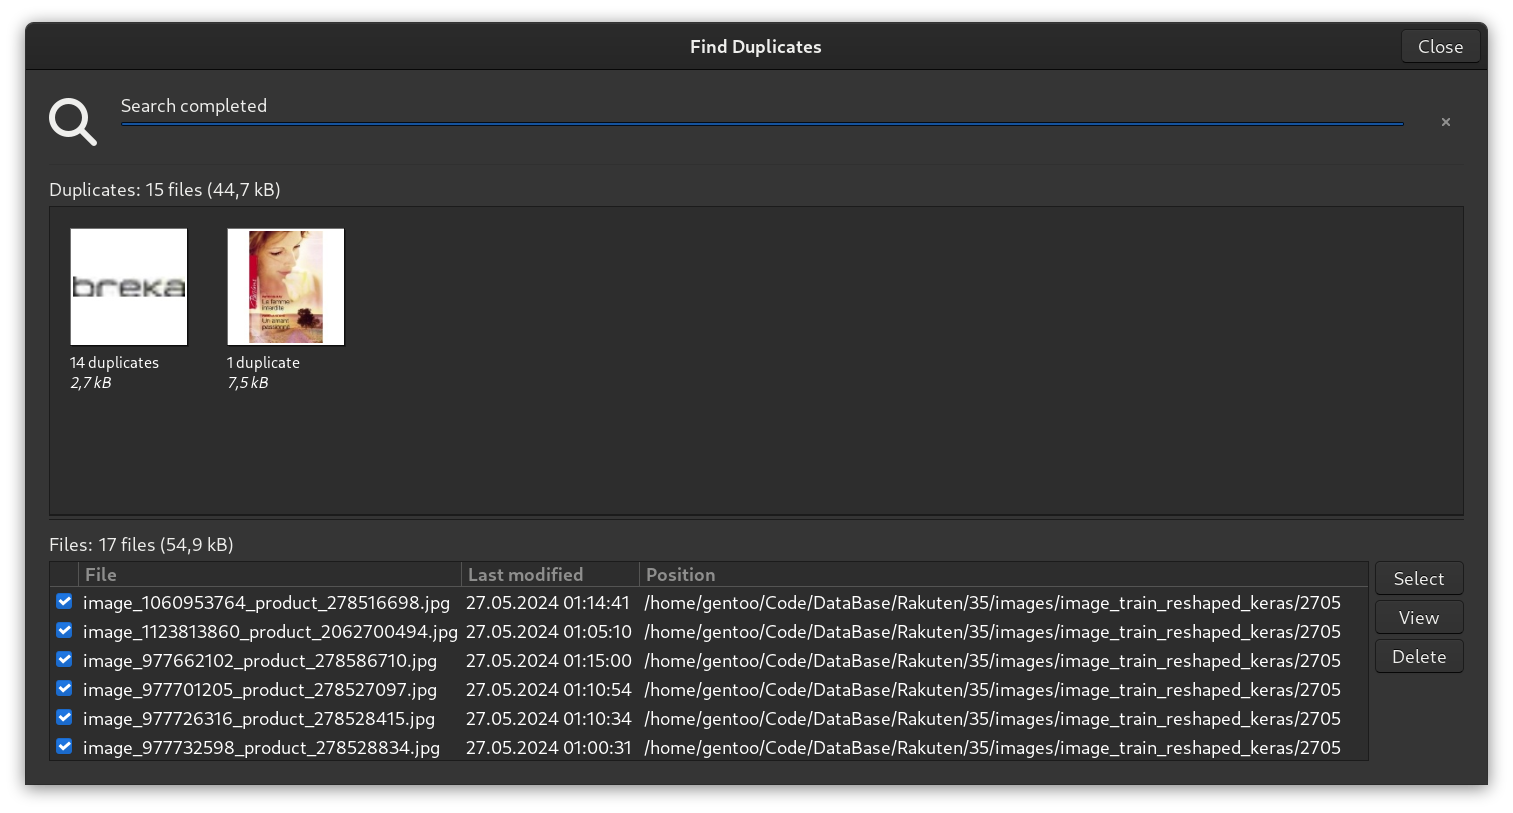 Find Duplicates
Close
Search completed
Duplicates: 15 files (44,7 kB)
breka
La femme interdite
Un amant passionné
14 duplicates
2,7 kB
1 duplicate
7,5 kB
Files: 17 files (54,9 kB)
File Last modified Position
image_1060953764_product_278516698.jpg 27.05.2024 01:14:41 /home/gentoo/Code/DataBase/Rakuten/35/images/image_train_reshaped_keras/2705
image_1123813860_product_2062700494.jpg 27.05.2024 01:05:10 /home/gentoo/Code/DataBase/Rakuten/35/images/image_train_reshaped_keras/2705
image_977662102_product_278586710.jpg 27.05.2024 01:15:00 /home/gentoo/Code/DataBase/Rakuten/35/images/image_train_reshaped_keras/2705
image_977701205_product_278527097.jpg 27.05.2024 01:10:54 /home/gentoo/Code/DataBase/Rakuten/35/images/image_train_reshaped_keras/2705
image_977726316_product_278528415.jpg 27.05.2024 01:10:34 /home/gentoo/Code/DataBase/Rakuten/35/images/image_train_reshaped_keras/2705
image_977732598_product_278528834.jpg 27.05.2024 01:00:31 /home/gentoo/Code/DataBase/Rakuten/35/images/image_train_reshaped_keras/2705
Select
View
Delete